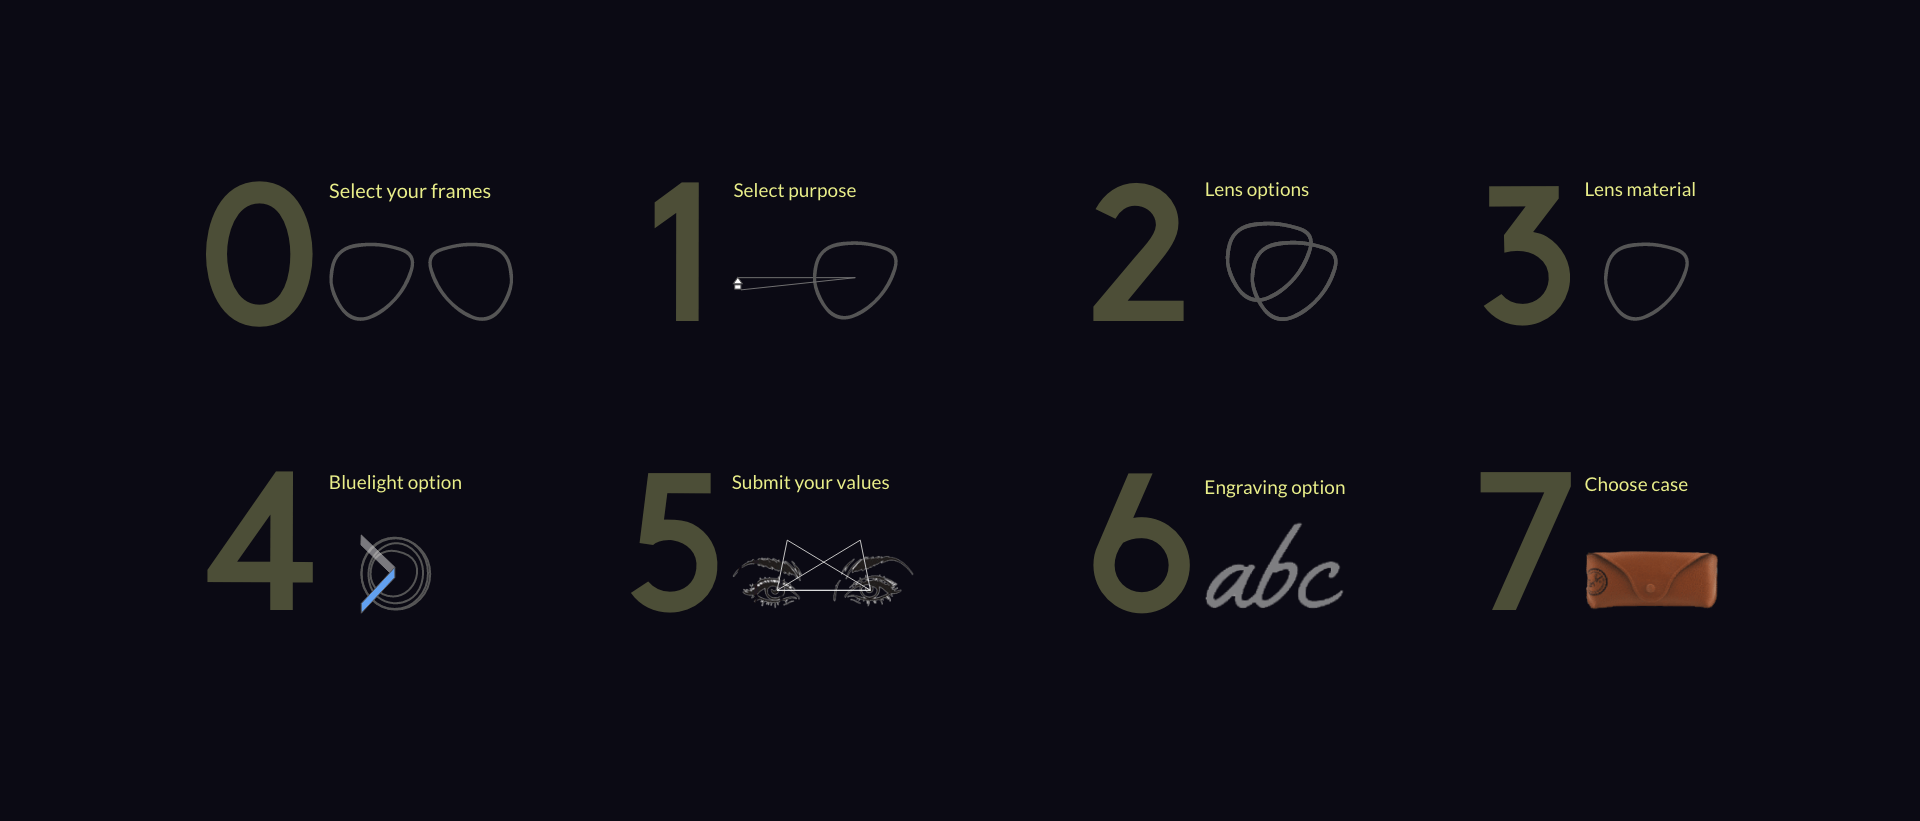 0 Select your frames
1 Select purpose
2 Lens options
3 Lens material
4 Bluelight option
5 Submit your values
6 Engraving option
abc
7 Choose case